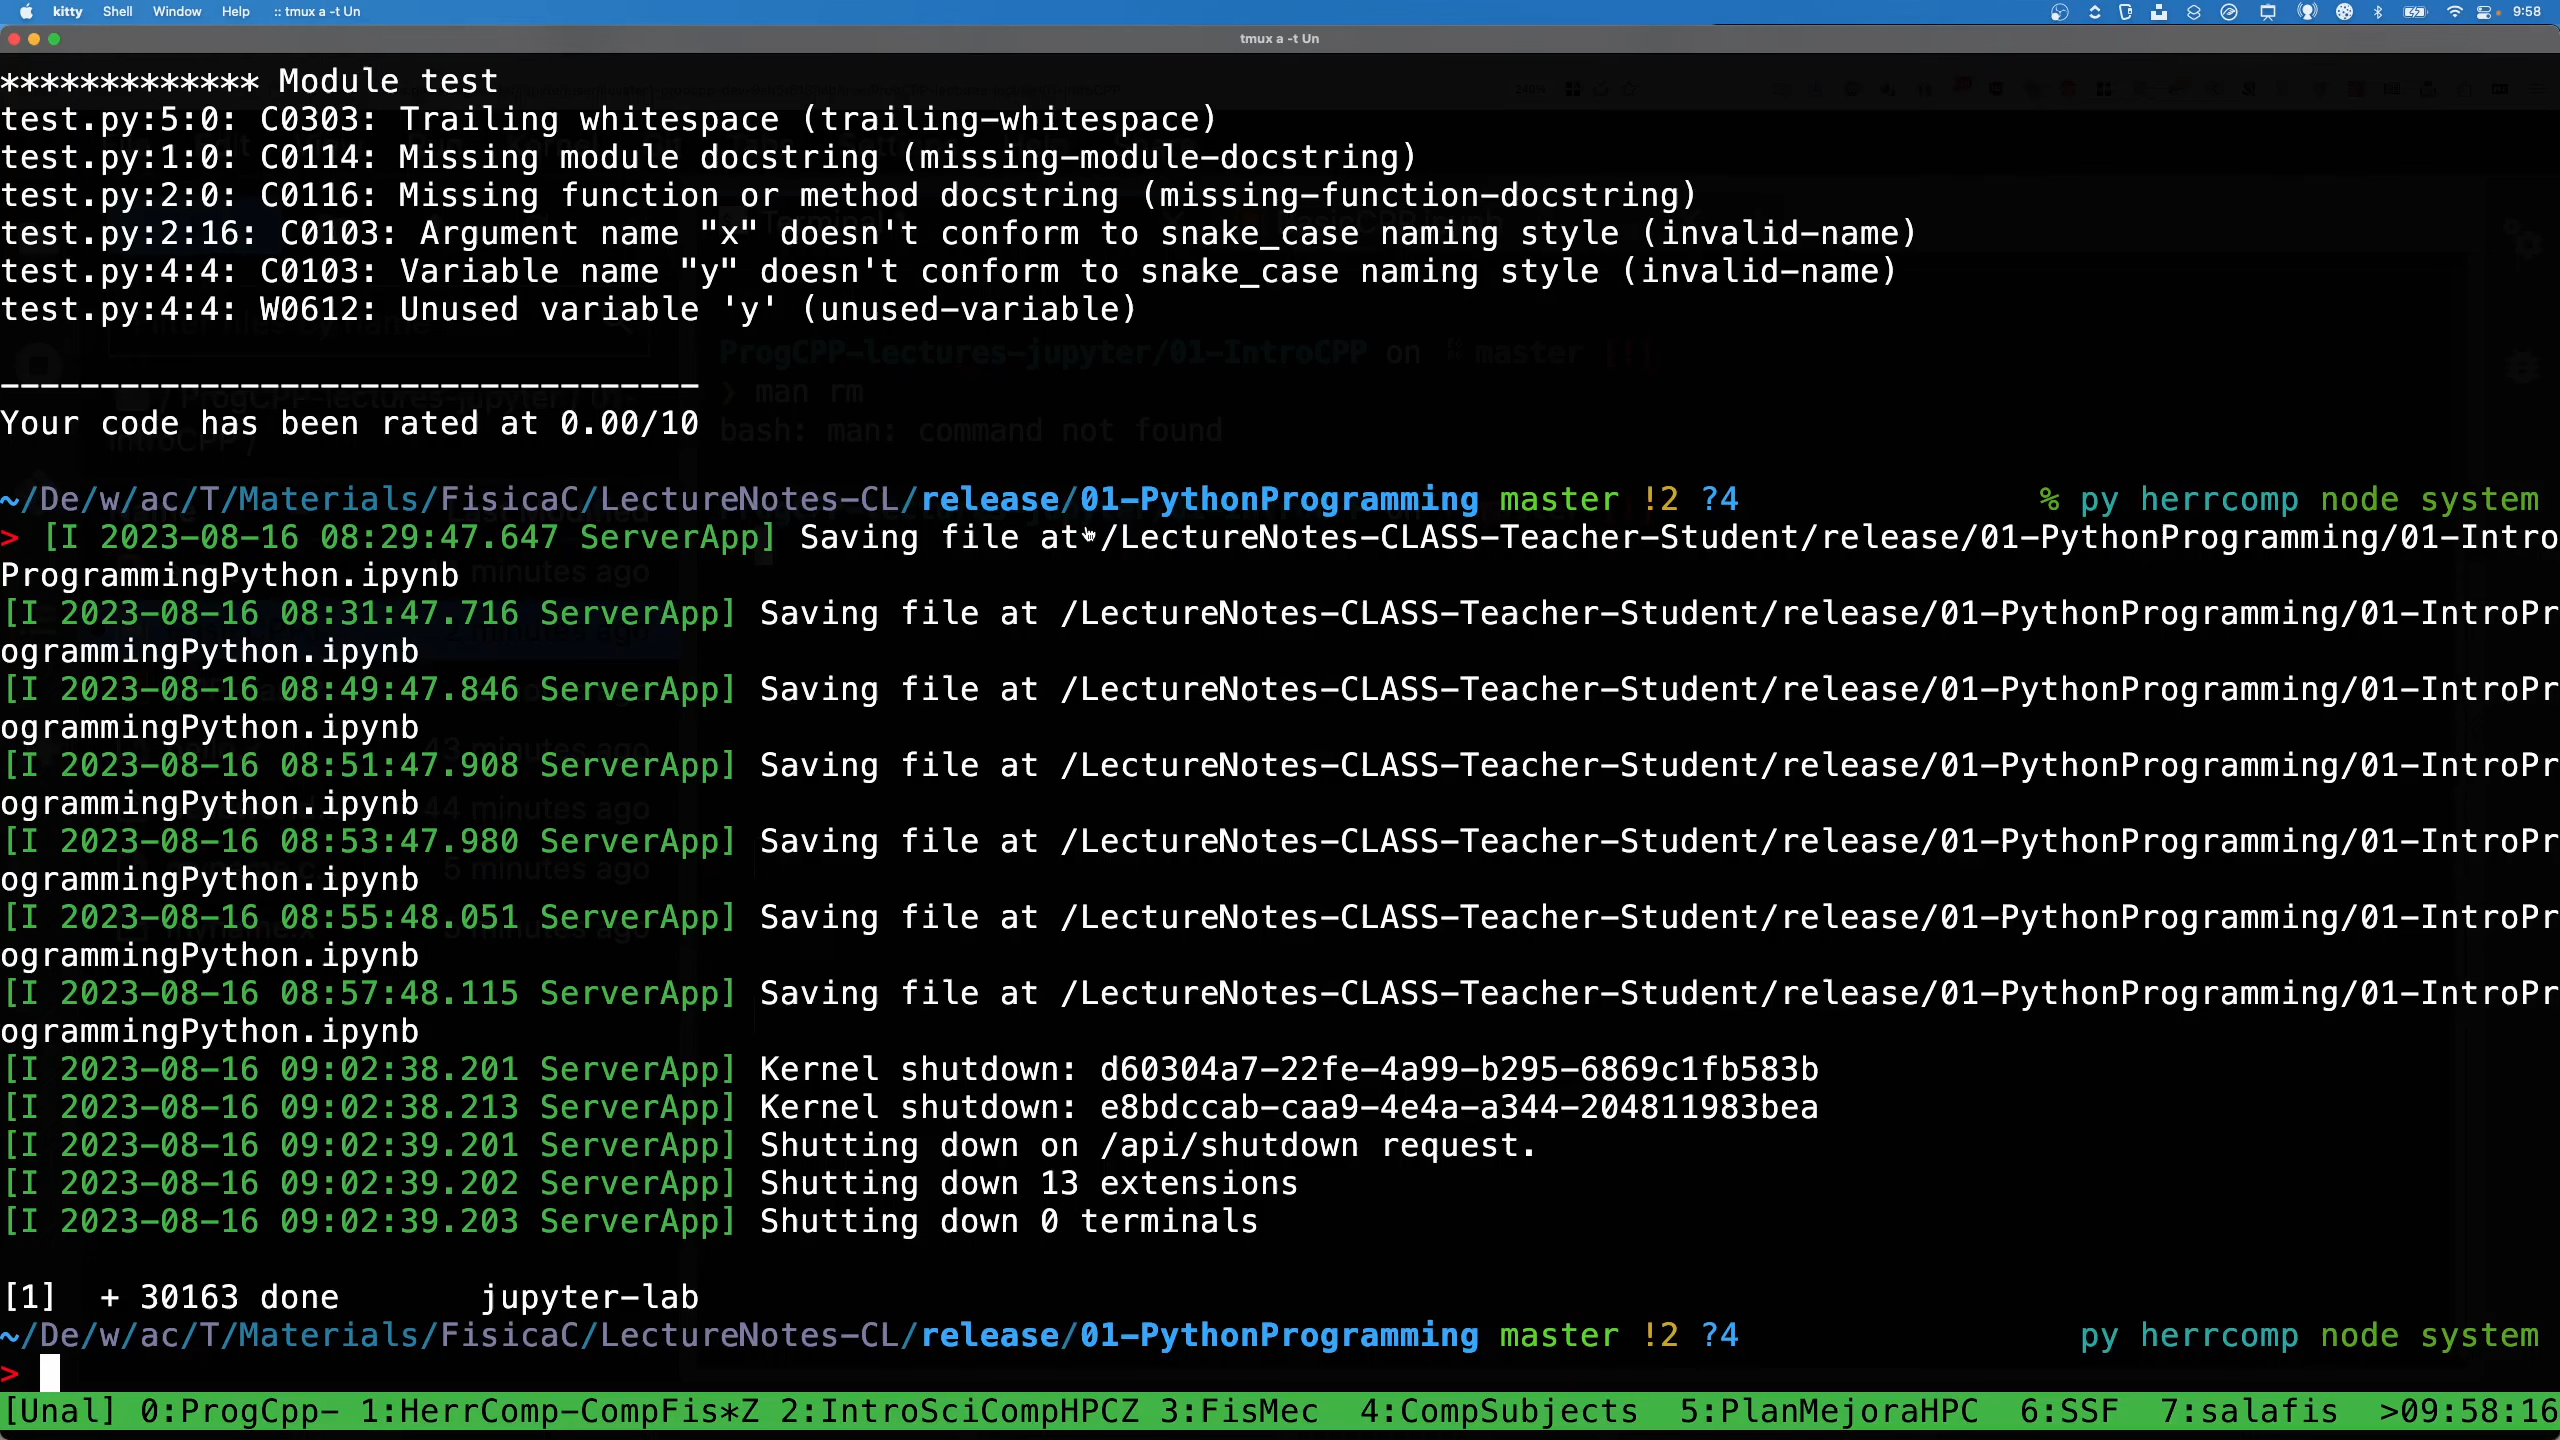 kitty Shell Window Help :: tmux a -t Un 9:58
tmux a -t Un
************* Module test
test.py:5:0: C0303: Trailing whitespace (trailing-whitespace)
test.py:1:0: C0114: Missing module docstring (missing-module-docstring)
test.py:2:0: C0116: Missing function or method docstring (missing-function-docstring)
test.py:2:16: C0103: Argument name "x" doesn't conform to snake_case naming style (invalid-name)
test.py:4:4: C0103: Variable name "y" doesn't conform to snake_case naming style (invalid-name)
test.py:4:4: W0612: Unused variable 'y' (unused-variable)
ProgCPP-lectures-jupyter/01-IntroCPP on master [!]
-----------------------------------
❯ man rm
Your code has been rated at 0.00/10
bash: man: command not found
~/De/w/ac/T/Materials/FisicaC/LectureNotes-CL/release/01-PythonProgramming master !2 ?4 % py herrcomp node system
> [I 2023-08-16 08:29:47.647 ServerApp] Saving file at /LectureNotes-CLASS-Teacher-Student/release/01-PythonProgramming/01-Intro
ProgrammingPython.ipynb
[I 2023-08-16 08:31:47.716 ServerApp] Saving file at /LectureNotes-CLASS-Teacher-Student/release/01-PythonProgramming/01-IntroPr
ogrammingPython.ipynb
[I 2023-08-16 08:49:47.846 ServerApp] Saving file at /LectureNotes-CLASS-Teacher-Student/release/01-PythonProgramming/01-IntroPr
ogrammingPython.ipynb
[I 2023-08-16 08:51:47.908 ServerApp] Saving file at /LectureNotes-CLASS-Teacher-Student/release/01-PythonProgramming/01-IntroPr
ogrammingPython.ipynb
[I 2023-08-16 08:53:47.980 ServerApp] Saving file at /LectureNotes-CLASS-Teacher-Student/release/01-PythonProgramming/01-IntroPr
ogrammingPython.ipynb
[I 2023-08-16 08:55:48.051 ServerApp] Saving file at /LectureNotes-CLASS-Teacher-Student/release/01-PythonProgramming/01-IntroPr
ogrammingPython.ipynb
[I 2023-08-16 08:57:48.115 ServerApp] Saving file at /LectureNotes-CLASS-Teacher-Student/release/01-PythonProgramming/01-IntroPr
ogrammingPython.ipynb
[I 2023-08-16 09:02:38.201 ServerApp] Kernel shutdown: d60304a7-22fe-4a99-b295-6869c1fb583b
[I 2023-08-16 09:02:38.213 ServerApp] Kernel shutdown: e8bdccab-caa9-4e4a-a344-204811983bea
[I 2023-08-16 09:02:39.201 ServerApp] Shutting down on /api/shutdown request.
[I 2023-08-16 09:02:39.202 ServerApp] Shutting down 13 extensions
[I 2023-08-16 09:02:39.203 ServerApp] Shutting down 0 terminals
[1]  + 30163 done       jupyter-lab
~/De/w/ac/T/Materials/FisicaC/LectureNotes-CL/release/01-PythonProgramming master !2 ?4 py herrcomp node system
>
[Unal] 0:ProgCpp- 1:HerrComp-CompFis*Z 2:IntroSciCompHPCZ 3:FisMec 4:CompSubjects 5:PlanMejoraHPC 6:SSF 7:salafis >09:58:16